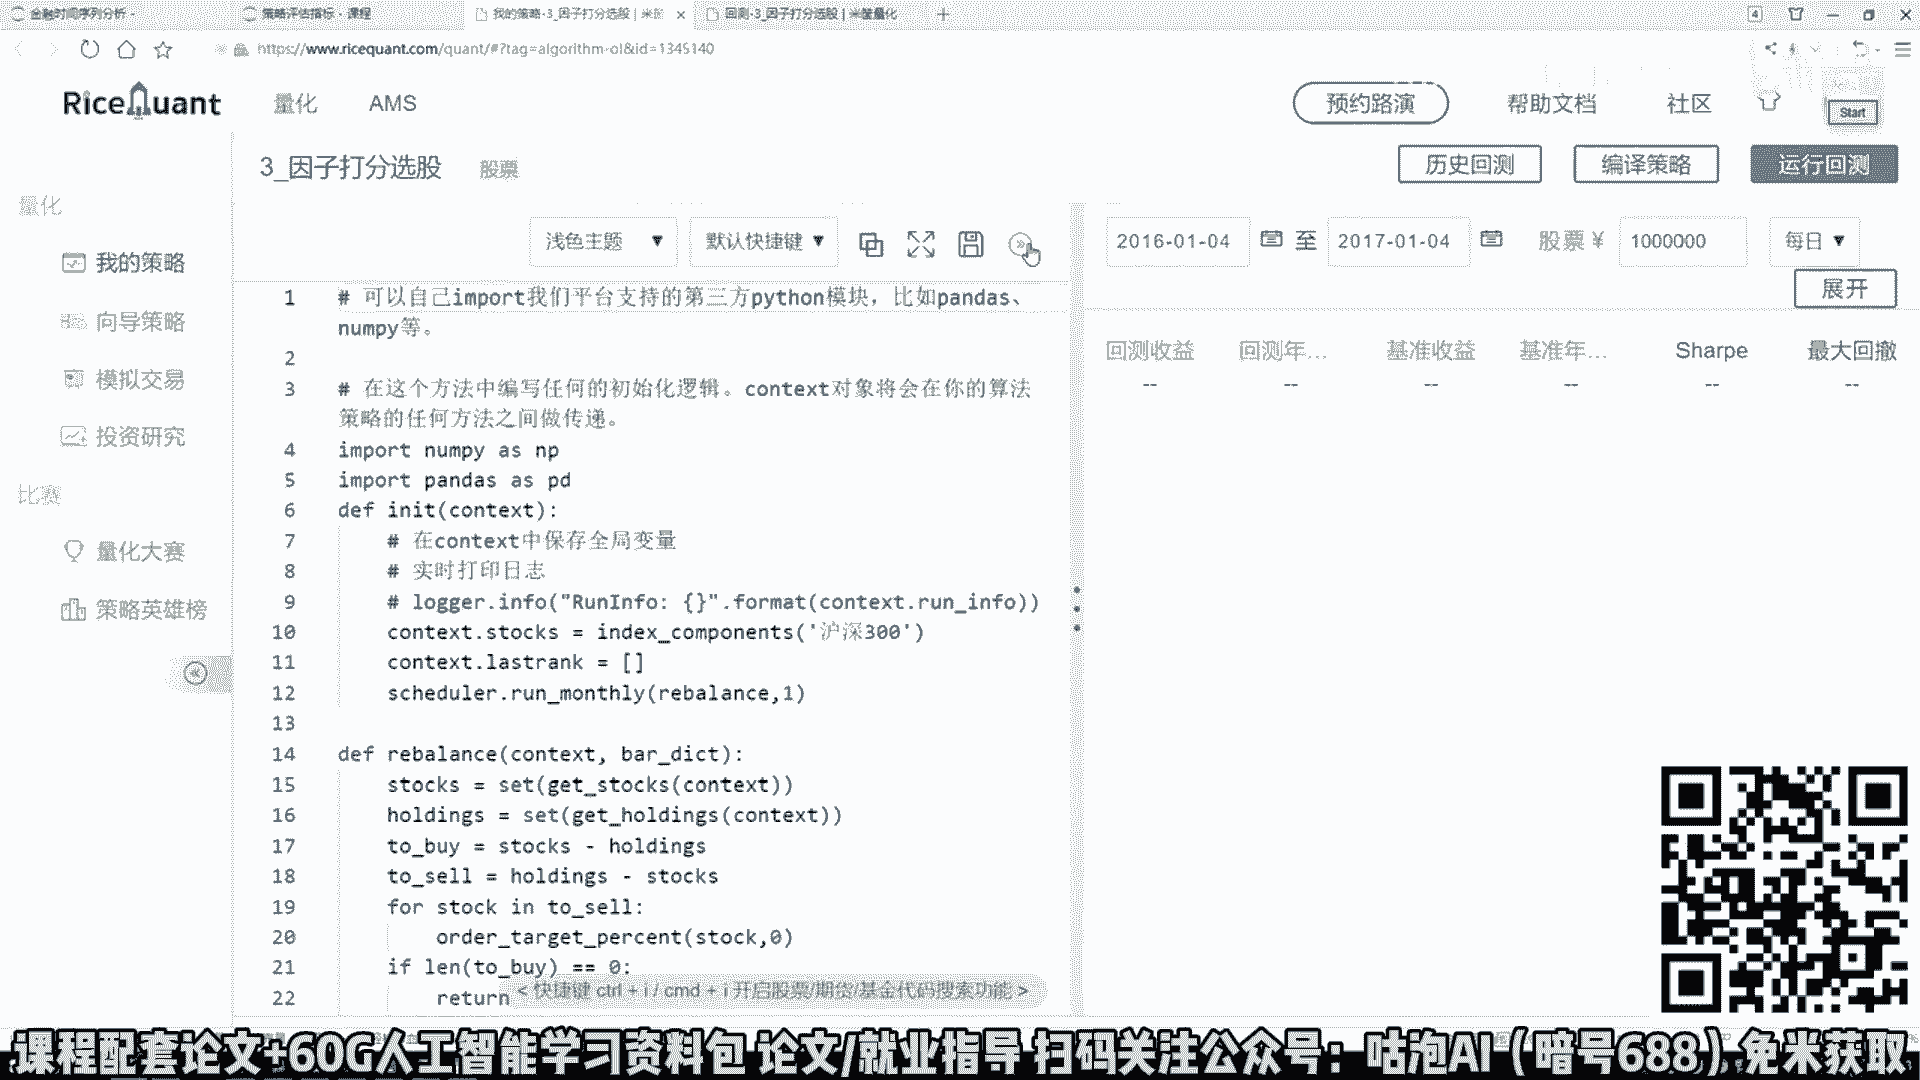 金融时间序列分析 -
策略评估指标 - 课程
我的策略-3_因子打分选股 | 米筐
回测-3_因子打分选股 | 米筐量化
4
https://www.ricequant.com/quant/#?tag=algorithm-ol&id=1345140
RiceQuant
量化
AMS
预约路演
帮助文档
社区
Start
3_因子打分选股
股票
历史回测
编译策略
运行回测
量化
我的策略
向导策略
模拟交易
投资研究
比赛
量化大赛
策略英雄榜
浅色主题 ▼
默认快捷键 ▼
2016-01-04
至
2017-01-04
股票 ¥
1000000
每日 ▼
展开
回测收益
回测年...
基准收益
基准年...
Sharpe
最大回撤
-- -- -- -- -- --
1 # 可以自己import我们平台支持的第三方python模块，比如pandas、
numpy等。
2
3 # 在这个方法中编写任何的初始化逻辑。context对象将会在你的算法
策略的任何方法之间做传递。
4 import numpy as np
5 import pandas as pd
6 def init(context):
7 # 在context中保存全局变量
8 # 实时打印日志
9 # logger.info("RunInfo: {}".format(context.run_info))
10 context.stocks = index_components('沪深300')
11 context.lastrank = []
12 scheduler.run_monthly(rebalance,1)
13
14 def rebalance(context, bar_dict):
15 stocks = set(get_stocks(context))
16 holdings = set(get_holdings(context))
17 to_buy = stocks - holdings
18 to_sell = holdings - stocks
19 for stock in to_sell:
20 order_target_percent(stock,0)
21 if len(to_buy) == 0:
22 return
< 快捷键 ctrl + i / cmd + i 开启股票/期货/基金代码搜索功能 >
课程配套论文+60G人工智能学习资料包 论文/就业指导 扫码关注公众号：咕泡AI（暗号688）免米获取